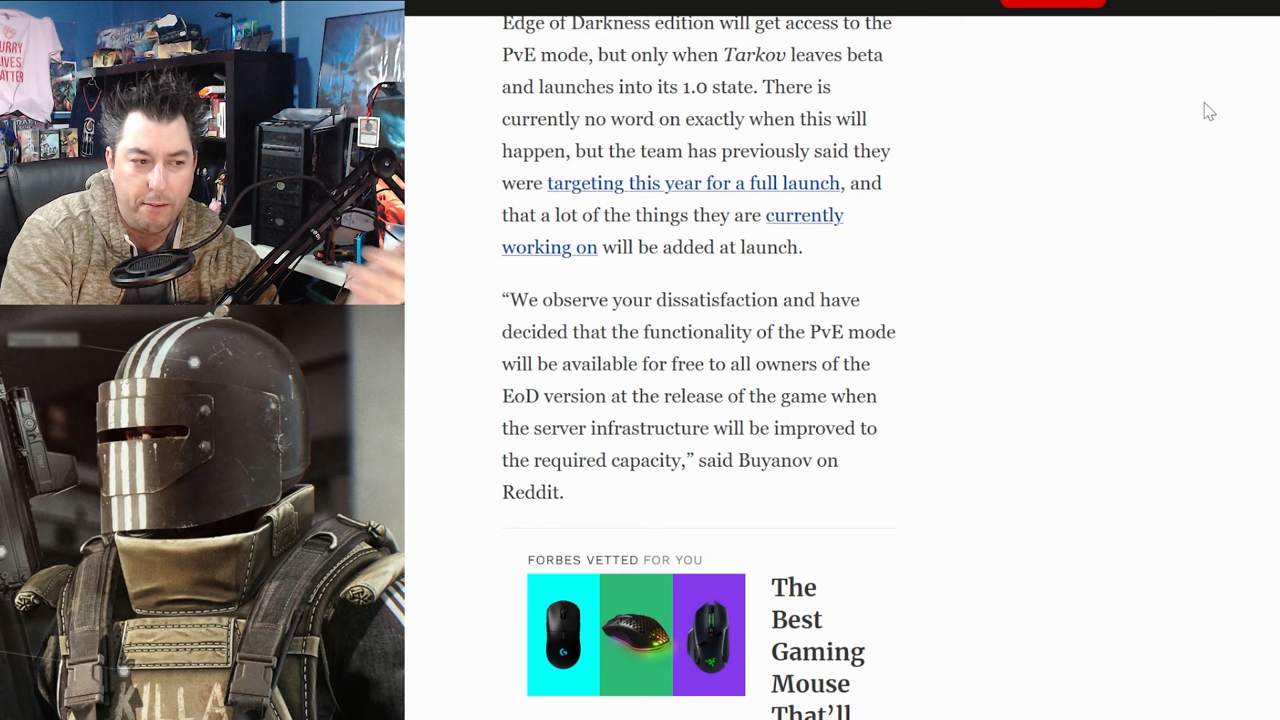 URRY
IVES
ATTER
GLORY
Edge of Darkness edition will get access to the
PvE mode, but only when Tarkov leaves beta
and launches into its 1.0 state. There is
currently no word on exactly when this will
happen, but the team has previously said they
were targeting this year for a full launch, and
that a lot of the things they are currently
working on will be added at launch.
“We observe your dissatisfaction and have
decided that the functionality of the PvE mode
will be available for free to all owners of the
EoD version at the release of the game when
the server infrastructure will be improved to
the required capacity,” said Buyanov on
Reddit.
FORBES VETTED FOR YOU
The
Best
Gaming
Mouse
That’ll
KILLA